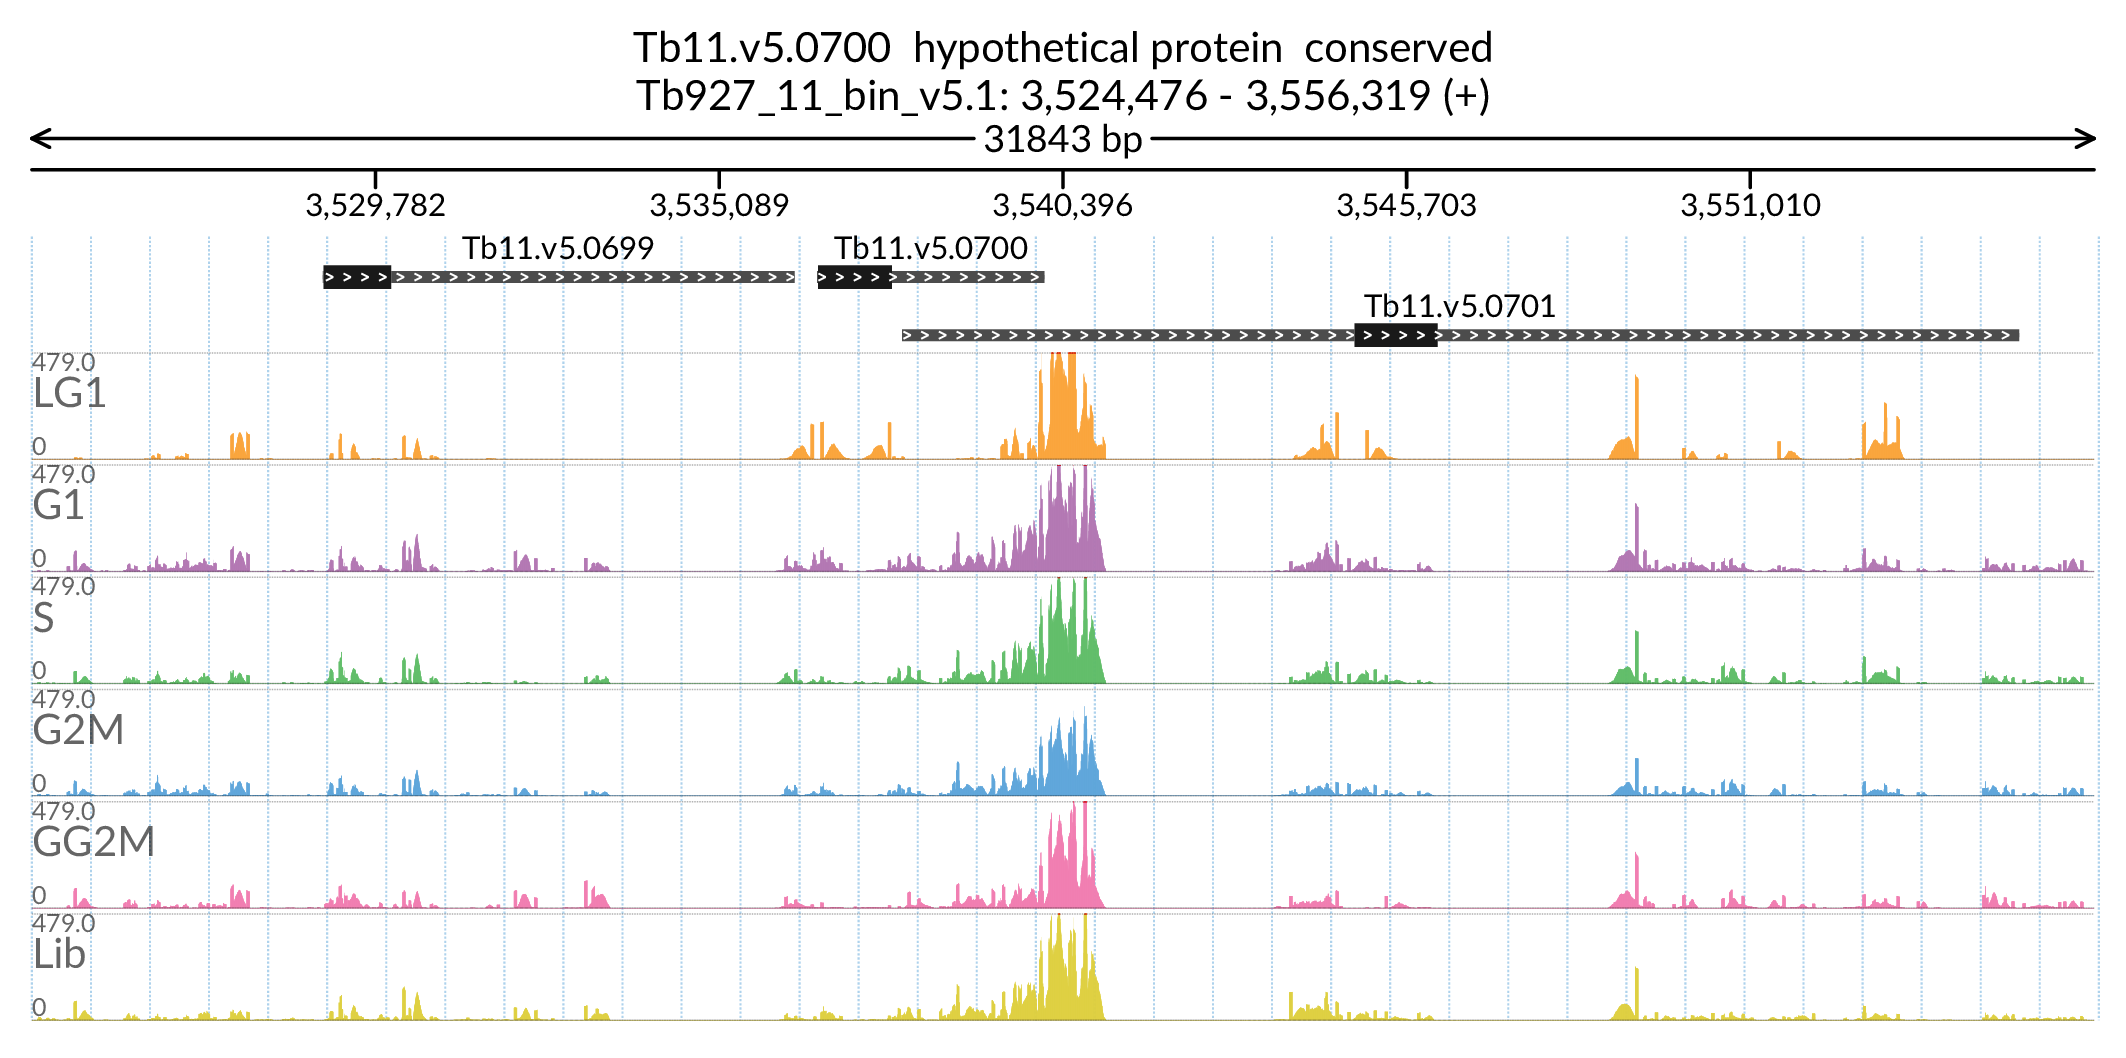 Tb11.v5.0700 hypothetical protein conserved
Tb927_11_bin_v5.1: 3,524,476 - 3,556,319 (+)
31843 bp
3,529,782 3,535,089 3,540,396 3,545,703 3,551,010
Tb11.v5.0699 Tb11.v5.0700
Tb11.v5.0701
479.0
LG1
0
479.0
G1
0
479.0
S
0
479.0
G2M
0
479.0
GG2M
0
479.0
Lib
0